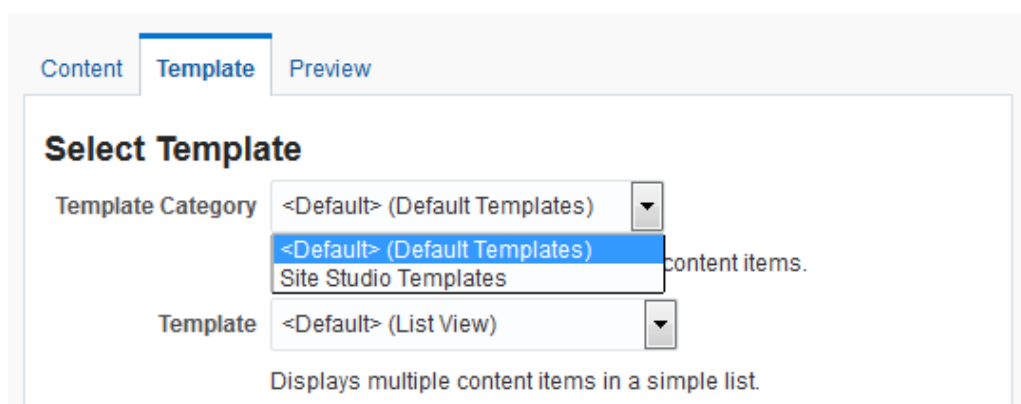 Content Template Preview
Select Template
Template Category <Default> (Default Templates)
<Default> (Default Templates)
content items.
Site Studio Templates
Template <Default> (List View)
Displays multiple content items in a simple list.